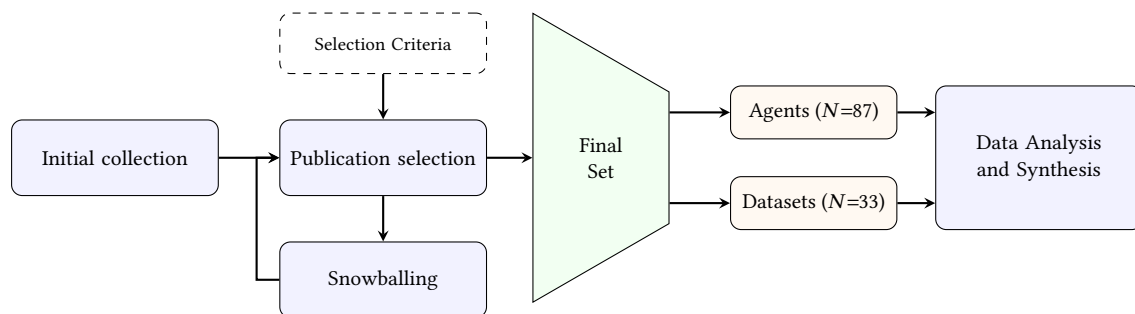 Selection Criteria
Initial collection
Publication selection
Snowballing
Final
Set
Agents (N=87)
Datasets (N=33)
Data Analysis
and Synthesis